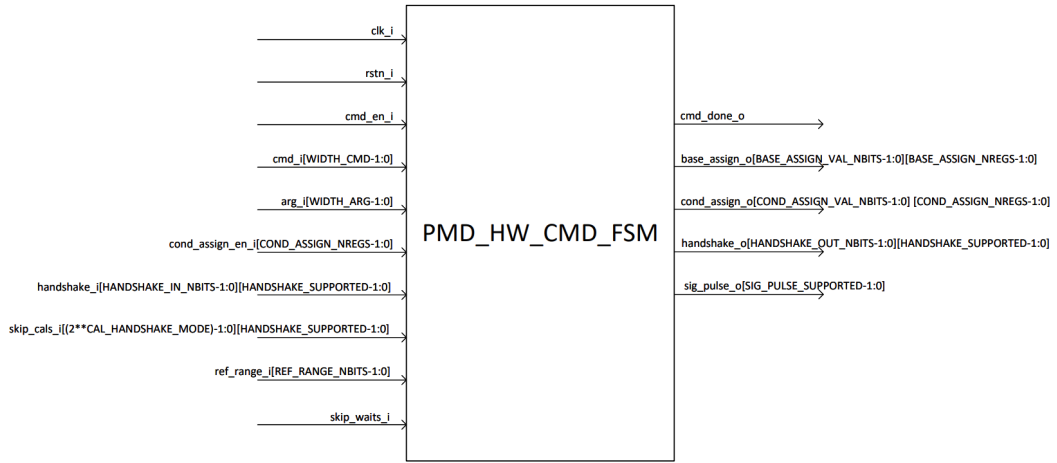 clk_i
rstn_i
cmd_en_i
cmd_i[WIDTH_CMD-1:0]
arg_i[WIDTH_ARG-1:0]
cond_assign_en_i[COND_ASSIGN_NREGS-1:0]
handshake_i[HANDSHAKE_IN_NBITS-1:0][HANDSHAKE_SUPPORTED-1:0]
skip_cals_i[(2**CAL_HANDSHAKE_MODE)-1:0][HANDSHAKE_SUPPORTED-1:0]
ref_range_i[REF_RANGE_NBITS-1:0]
skip_waits_i
PMD_HW_CMD_FSM
cmd_done_o
base_assign_o[BASE_ASSIGN_VAL_NBITS-1:0][BASE_ASSIGN_NREGS-1:0]
cond_assign_o[COND_ASSIGN_VAL_NBITS-1:0] [COND_ASSIGN_NREGS-1:0]
handshake_o[HANDSHAKE_OUT_NBITS-1:0][HANDSHAKE_SUPPORTED-1:0]
sig_pulse_o[SIG_PULSE_SUPPORTED-1:0]